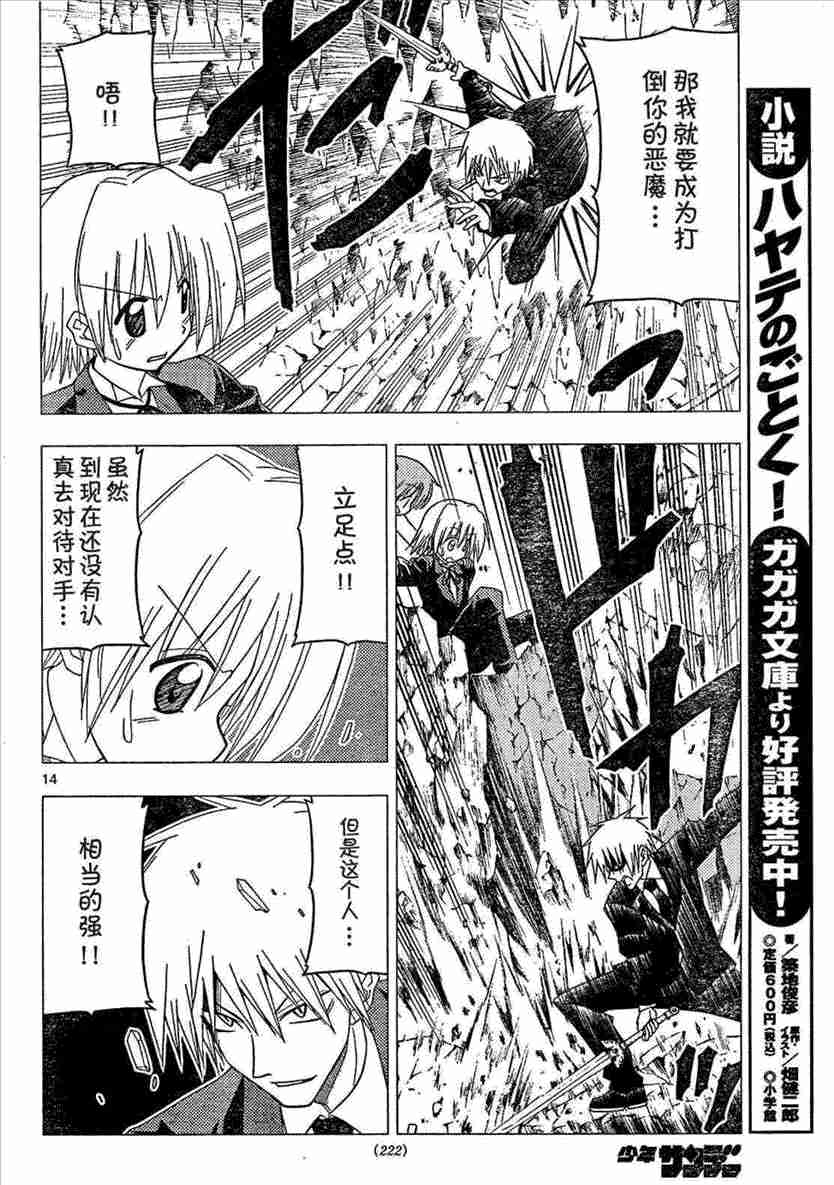 那我就要成为打
倒你的恶魔…
唔!!
立足点!!
虽然
到现在还没有认
真去对待对手…
但是这个人…
相当的强!!
14
(222)
小説
ハヤテのごとく!
ガガガ文庫より好評発売中!
著/築地俊彦
原作・イラスト/畑健二郎
◎定価600円(税込)
◎小学館
少年サンデー